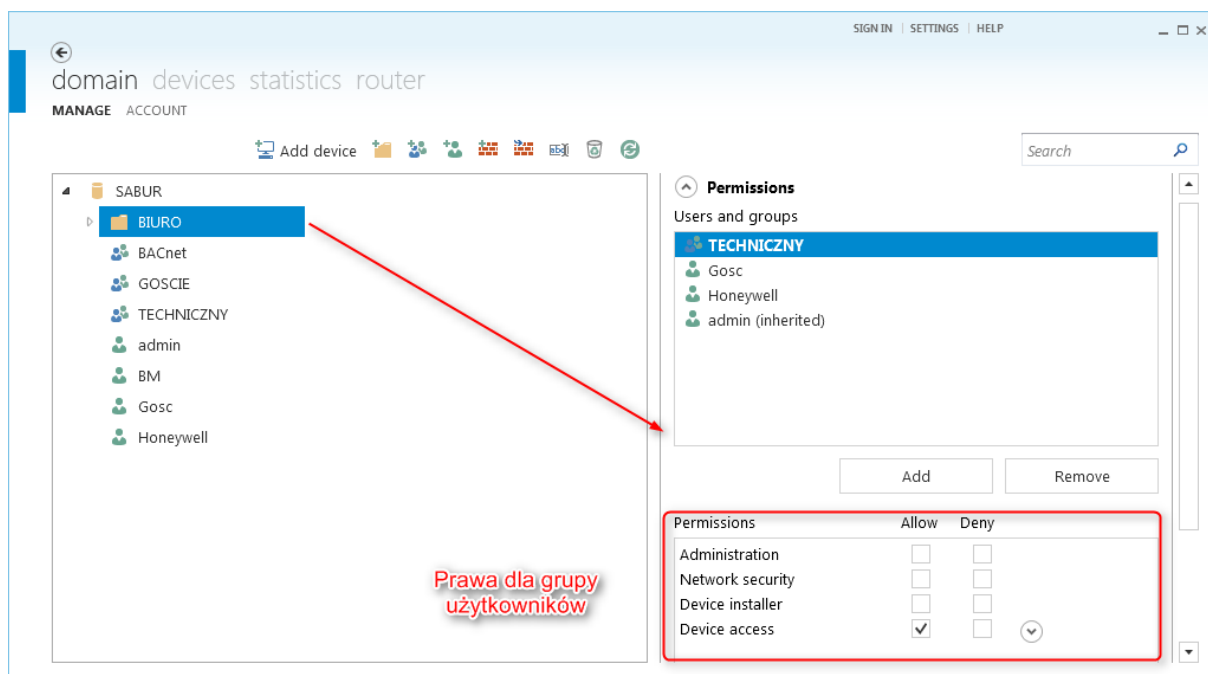 SIGN IN | SETTINGS | HELP
domain devices statistics router
MANAGE ACCOUNT
Add device
Search
SABUR
BIURO
BACnet
GOSCIE
TECHNICZNY
admin
BM
Gosc
Honeywell
Prawa dla grupy
użytkowników
Permissions
Users and groups
TECHNICZNY
Gosc
Honeywell
admin (inherited)
Add Remove
Permissions Allow Deny
Administration
Network security
Device installer
Device access